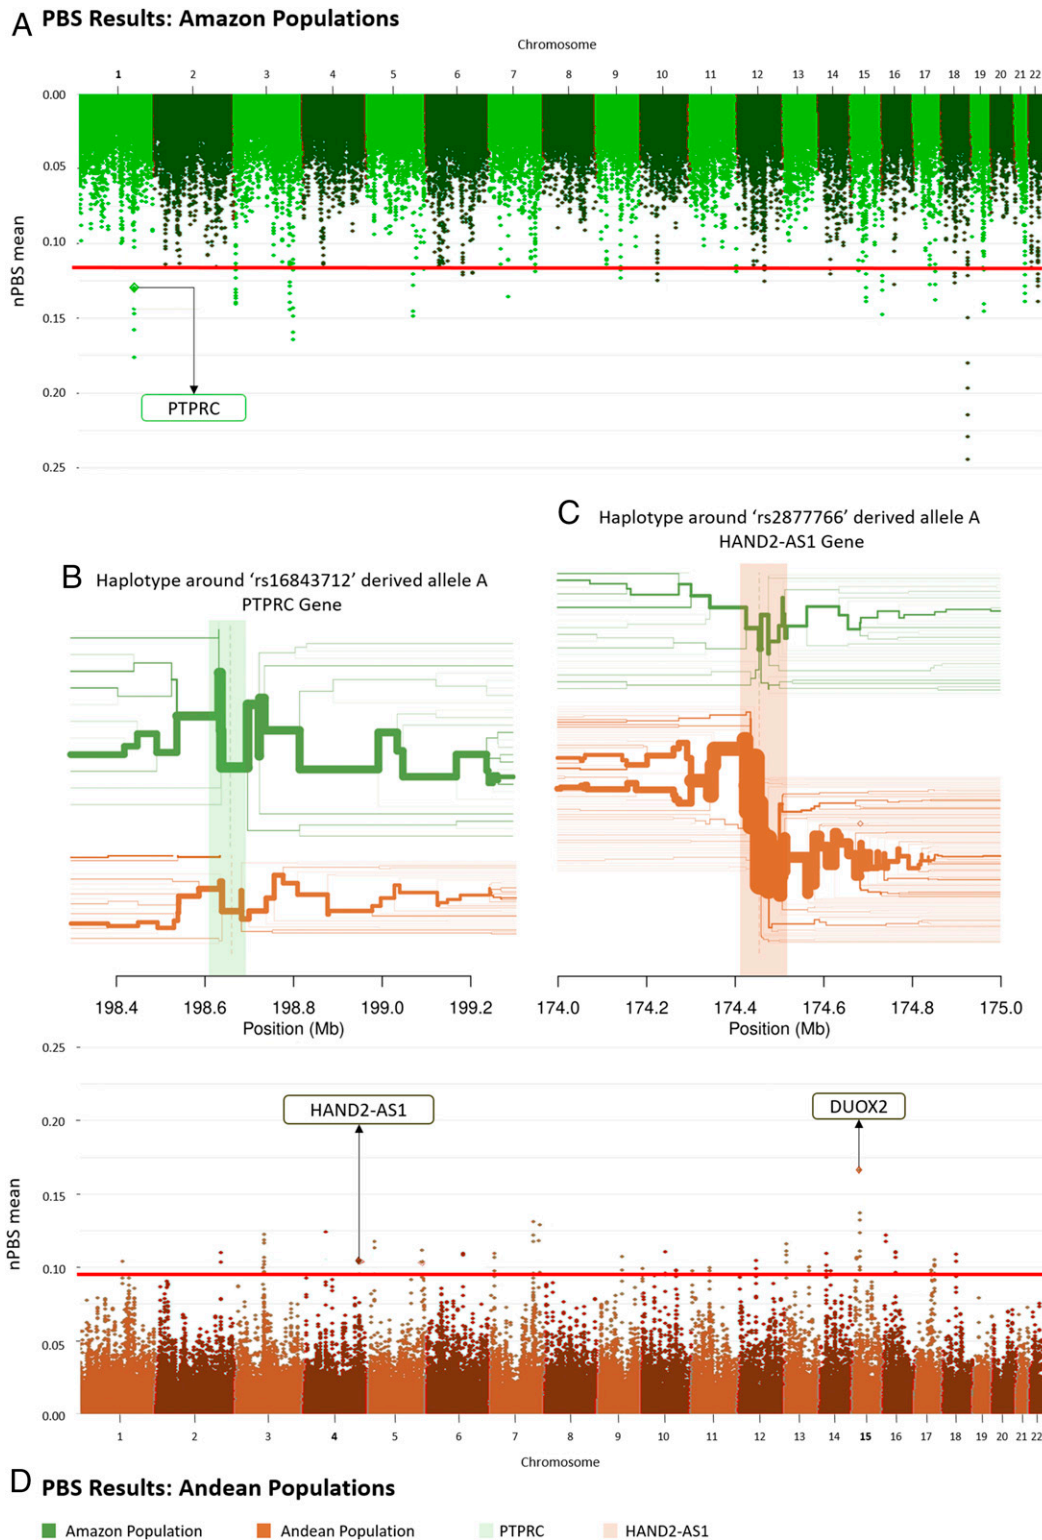 A PBS Results: Amazon Populations
Chromosome
1 2 3 4 5 6 7 8 9 10 11 12 13 14 15 16 17 18 19 20 21 22
0.00
0.05
0.10
0.15
0.20
0.25
nPBS mean
PTPRC
B Haplotype around ‘rs16843712’ derived allele A
PTPRC Gene
198.4 198.6 198.8 199.0 199.2
Position (Mb)
C Haplotype around ‘rs2877766’ derived allele A
HAND2-AS1 Gene
174.0 174.2 174.4 174.6 174.8 175.0
Position (Mb)
0.25
0.20
0.15
0.10
0.05
0.00
nPBS mean
HAND2-AS1
DUOX2
1 2 3 4 5 6 7 8 9 10 11 12 13 14 15 16 17 18 19 20 21 22
Chromosome
D PBS Results: Andean Populations
Amazon Population Andean Population PTPRC HAND2-AS1